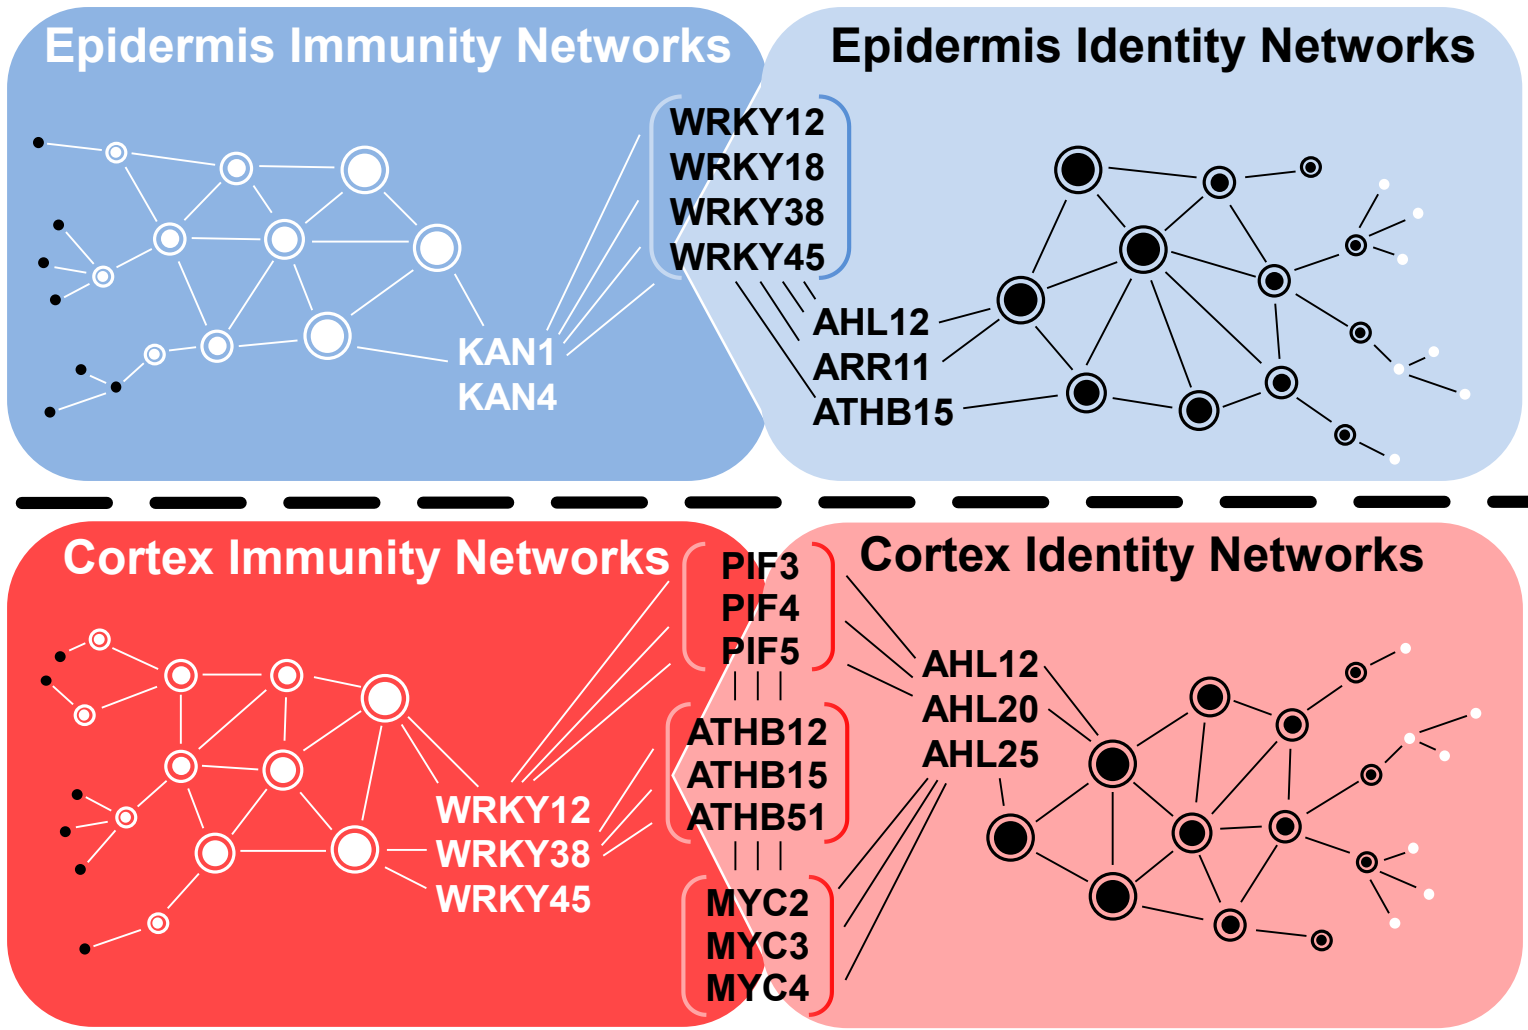 Epidermis Immunity Networks
Epidermis Identity Networks
WRKY12
WRKY18
WRKY38
WRKY45
KAN1
KAN4
AHL12
ARR11
ATHB15
Cortex Immunity Networks
Cortex Identity Networks
PIF3
PIF4
PIF5
ATHB12
ATHB15
ATHB51
MYC2
MYC3
MYC4
WRKY12
WRKY38
WRKY45
AHL12
AHL20
AHL25